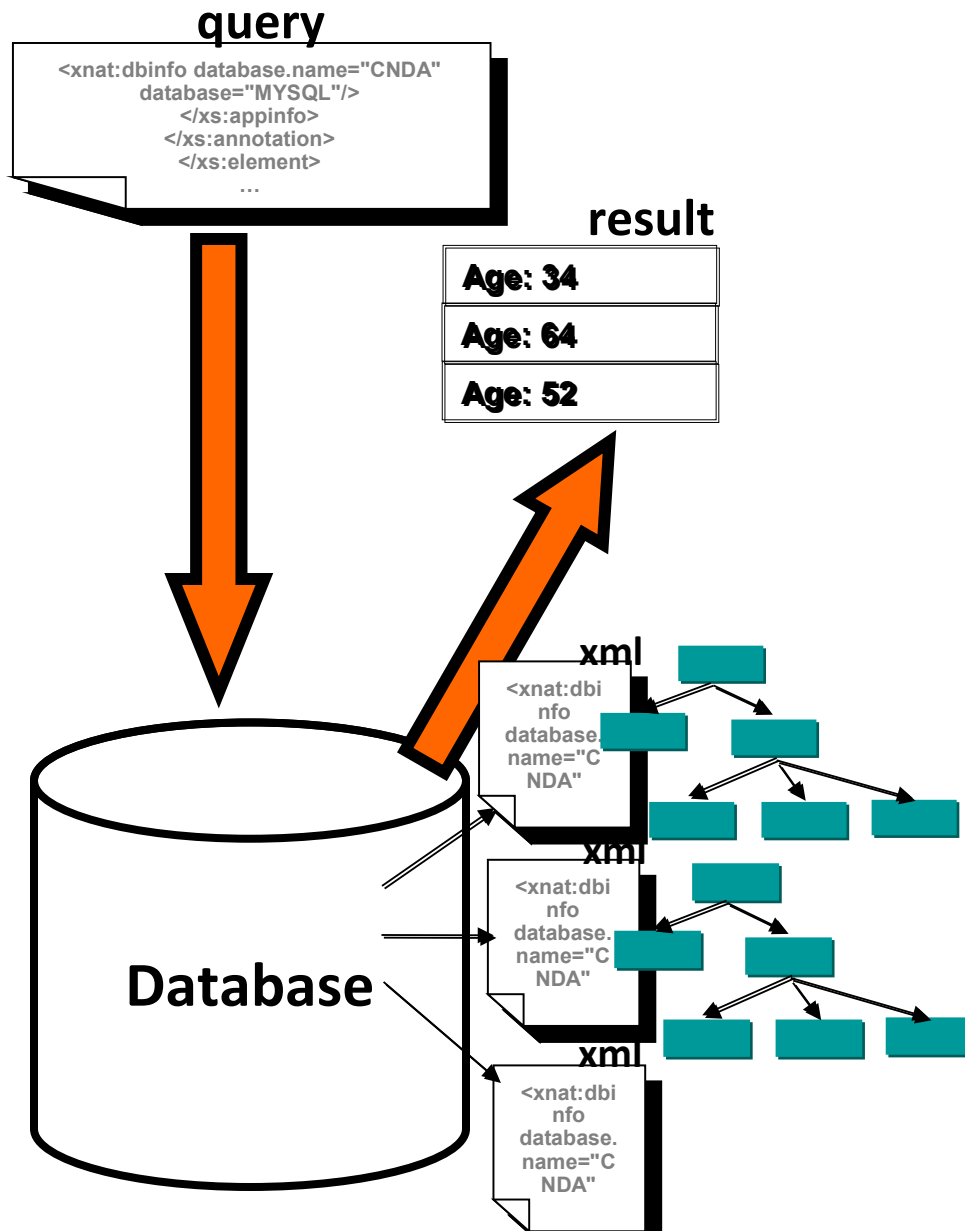 query
<xnat:dbinfo database.name="CNDA"
database="MYSQL"/>
</xs:appinfo>
</xs:annotation>
</xs:element>
…
result
Age: 34
Age: 64
Age: 52
xml
<xnat:dbi
nfo
database.
name="C
NDA"
xml
<xnat:dbi
nfo
database.
name="C
NDA"
Database
xml
<xnat:dbi
nfo
database.
name="C
NDA"